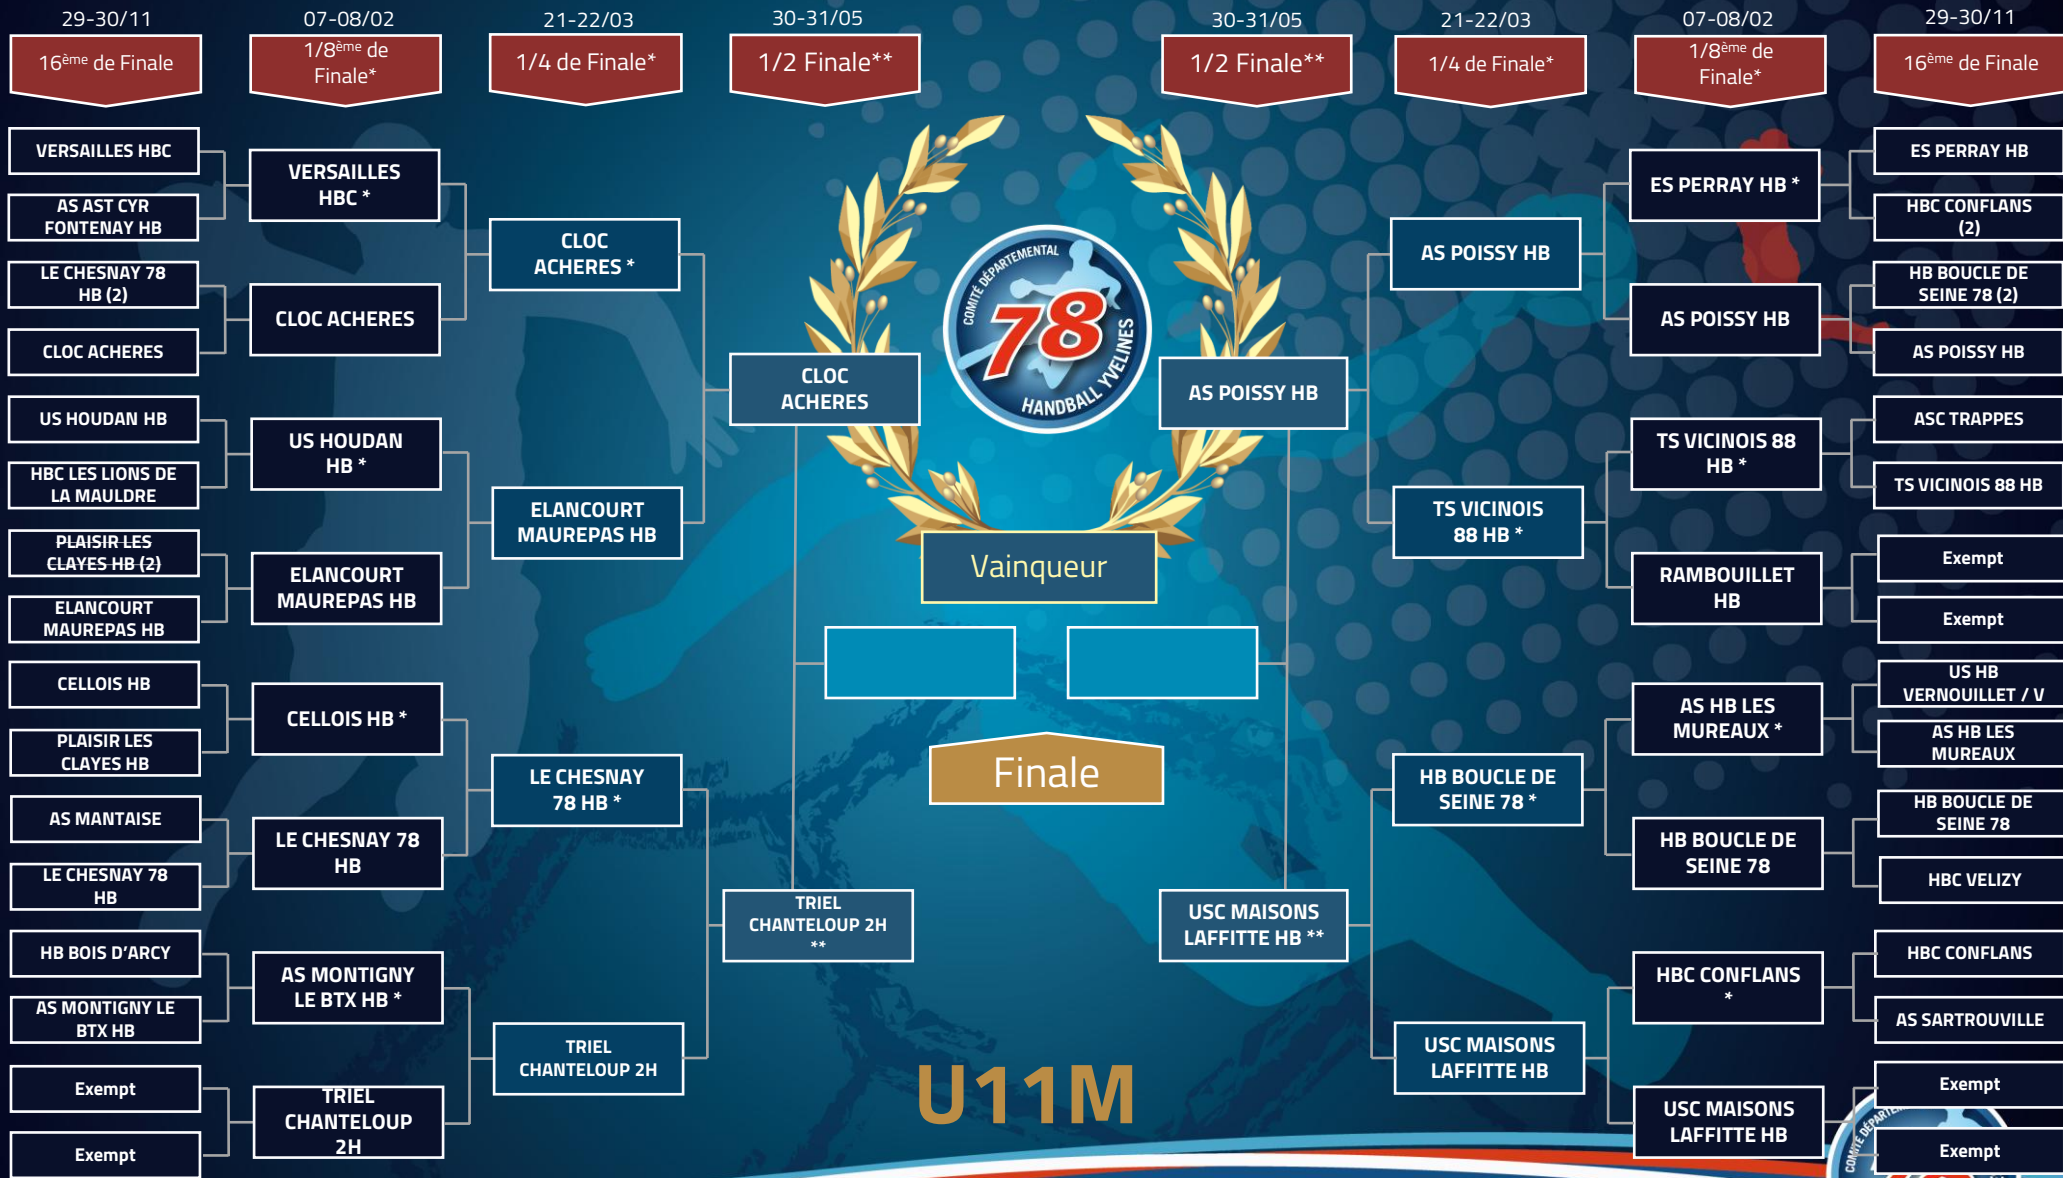 29-30/11
07-08/02
21-22/03
30-31/05
30-31/05
21-22/03
07-08/02
29-30/11
16ème de Finale
1/8ème de
Finale*
1/4 de Finale*
1/2 Finale**
1/2 Finale**
1/4 de Finale*
1/8ème de
Finale*
16ème de Finale
VERSAILLES HBC
AS AST CYR
FONTENAY HB
LE CHESNAY 78
HB (2)
CLOC ACHERES
US HOUDAN HB
HBC LES LIONS DE
LA MAULDRE
PLAISIR LES
CLAYES HB (2)
ELANCOURT
MAUREPAS HB
CELLOIS HB
PLAISIR LES
CLAYES HB
AS MANTAISE
LE CHESNAY 78
HB
HB BOIS D'ARCY
AS MONTIGNY LE
BTX HB
Exempt
Exempt
VERSAILLES
HBC *
CLOC ACHERES
US HOUDAN
HB *
ELANCOURT
MAUREPAS HB
CELLOIS HB *
LE CHESNAY 78
HB
AS MONTIGNY
LE BTX HB *
TRIEL
CHANTELOUP
2H
CLOC
ACHERES *
ELANCOURT
MAUREPAS HB
LE CHESNAY
78 HB *
TRIEL
CHANTELOUP 2H
CLOC
ACHERES
TRIEL
CHANTELOUP 2H
**
COMITÉ DÉPARTEMENTAL
78
HANDBALL YVELINES
Vainqueur
Finale
U11M
AS POISSY HB
USC MAISONS
LAFFITTE HB **
AS POISSY HB
TS VICINOIS
88 HB *
HB BOUCLE DE
SEINE 78 *
USC MAISONS
LAFFITTE HB
ES PERRAY HB *
AS POISSY HB
TS VICINOIS 88
HB *
RAMBOUILLET
HB
AS HB LES
MUREAUX *
HB BOUCLE DE
SEINE 78
HBC CONFLANS
*
USC MAISONS
LAFFITTE HB
ES PERRAY HB
HBC CONFLANS
(2)
HB BOUCLE DE
SEINE 78 (2)
AS POISSY HB
ASC TRAPPES
TS VICINOIS 88 HB
Exempt
Exempt
US HB
VERNOUILLET / V
AS HB LES
MUREAUX
HB BOUCLE DE
SEINE 78
HBC VELIZY
HBC CONFLANS
AS SARTROUVILLE
Exempt
Exempt